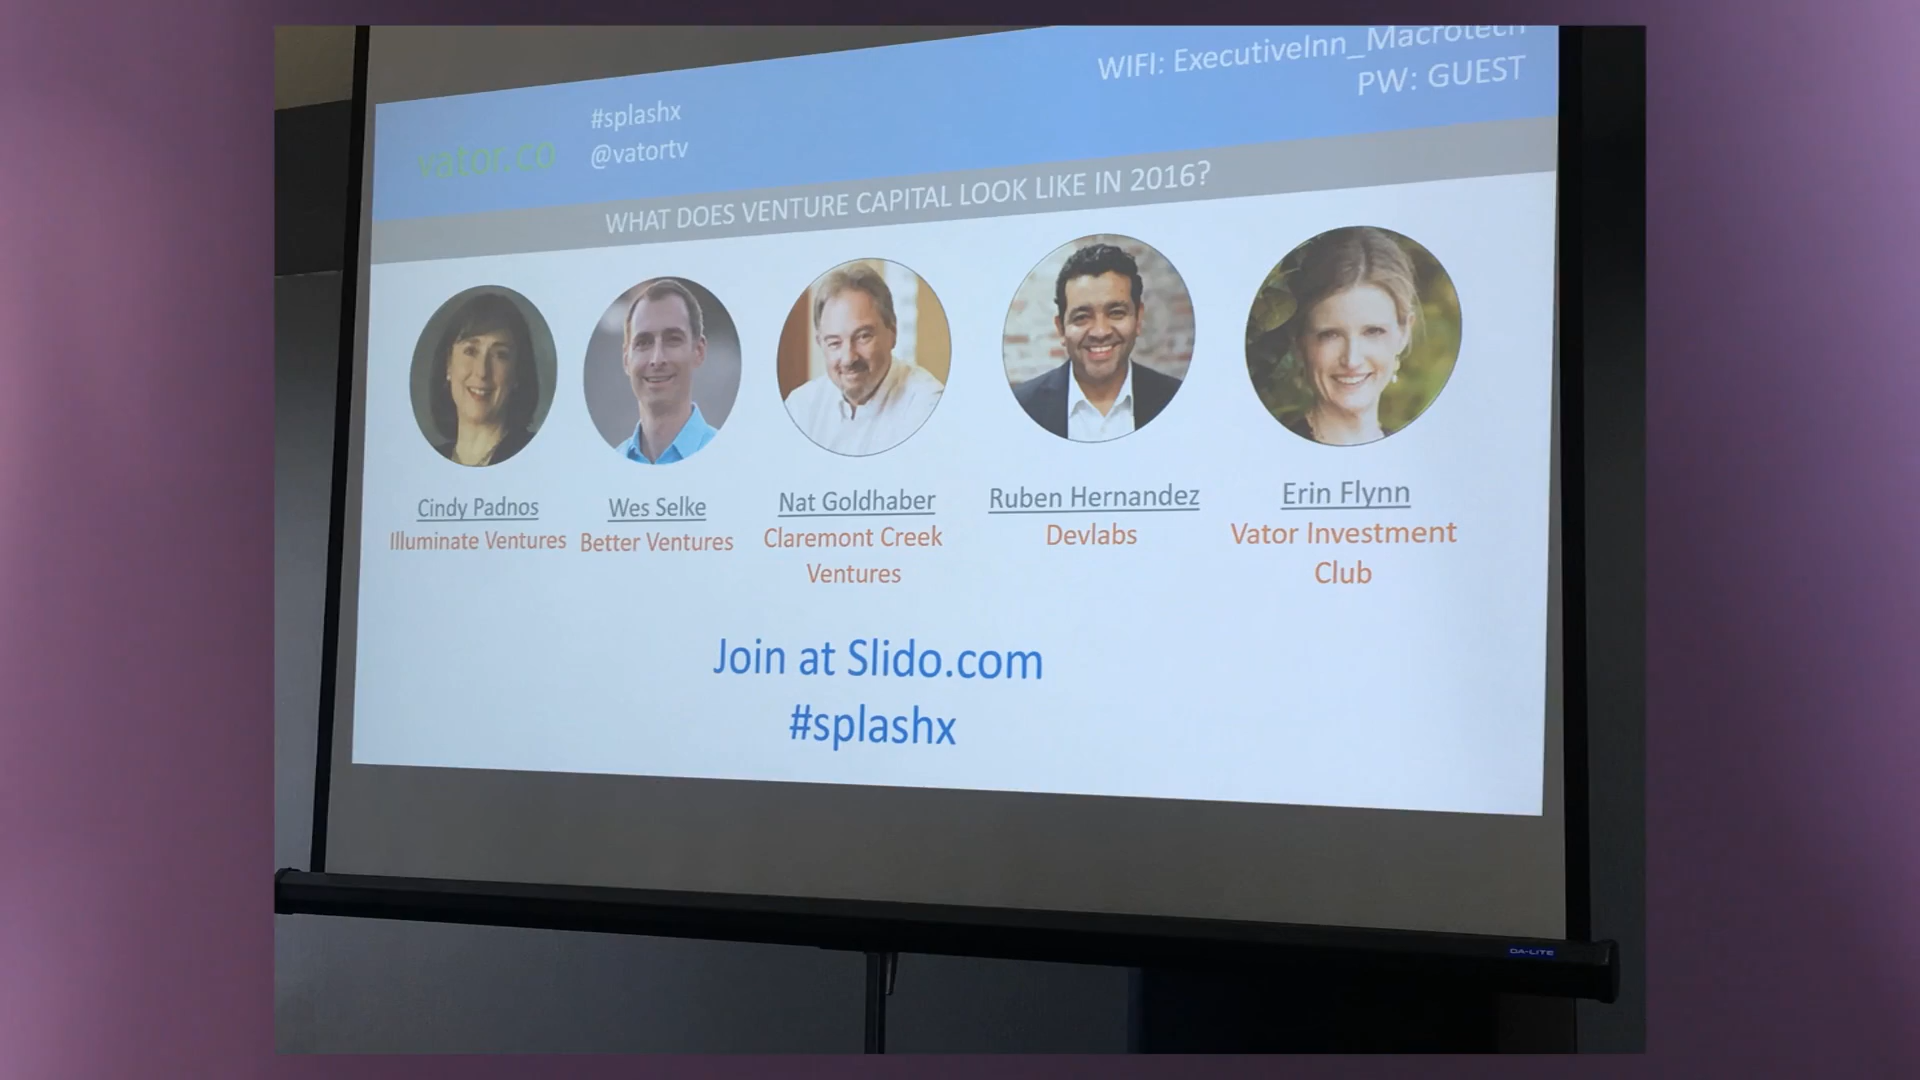 WIFI: ExecutiveInn_Macrotech
PW: GUEST
#splashx
vator.co
@vatortv
WHAT DOES VENTURE CAPITAL LOOK LIKE IN 2016?
Cindy Padnos
Illuminate Ventures
Wes Selke
Better Ventures
Nat Goldhaber
Claremont Creek
Ventures
Ruben Hernandez
Devlabs
Erin Flynn
Vator Investment
Club
Join at Slido.com
#splashx
DA-LITE